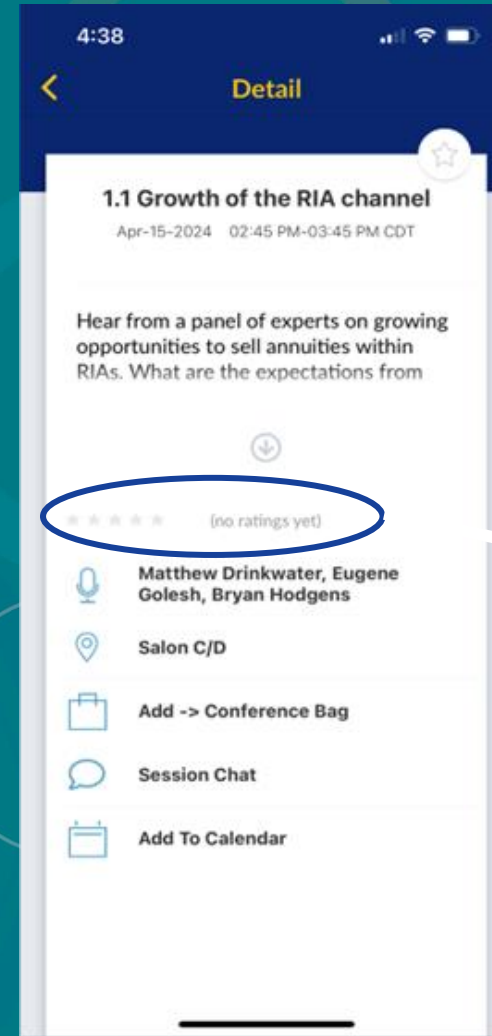 4:38
Detail
1.1 Growth of the RIA channel
Apr-15-2024 02:45 PM-03:45 PM CDT
Hear from a panel of experts on growing
opportunities to sell annuities within
RIAs. What are the expectations from
(no ratings yet)
Matthew Drinkwater, Eugene
Golesh, Bryan Hodgens
Salon C/D
Add -> Conference Bag
Session Chat
Add To Calendar